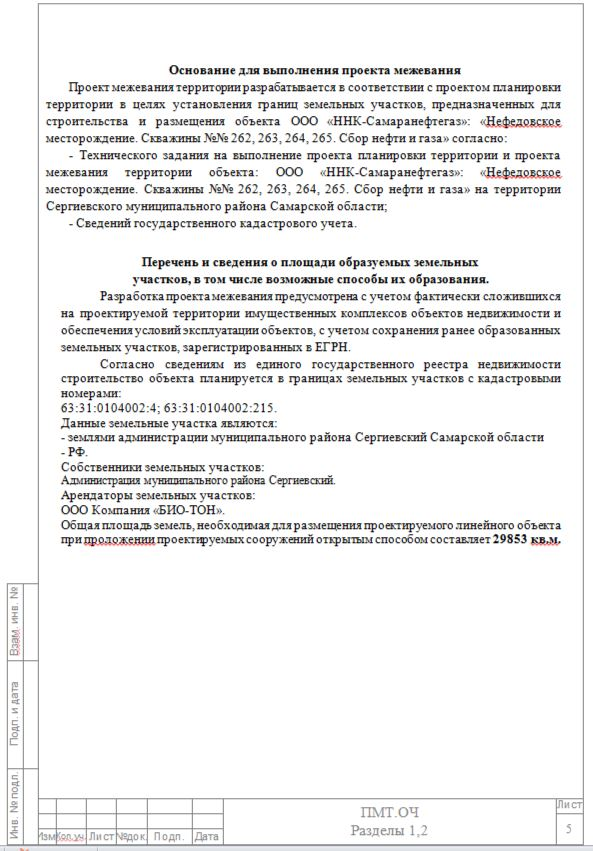 Основание для выполнения проекта межевания
Проект межевания территории разрабатывается в соответствии с проектом планировки
территории в целях установления границ земельных участков, предназначенных для
строительства и размещения объекта ООО «ННК-Самаранефтегаз»: «Нефедовское
месторождение. Скважины №№ 262, 263, 264, 265. Сбор нефти и газа» согласно:
- Технического задания на выполнение проекта планировки территории и проекта
межевания территории объекта: ООО «ННК-Самаранефтегаз»: «Нефедовское
месторождение. Скважины №№ 262, 263, 264, 265. Сбор нефти и газа» на территории
Сергиевского муниципального района Самарской области;
- Сведений государственного кадастрового учета.
Перечень и сведения о площади образуемых земельных
участков, в том числе возможные способы их образования.
Разработка проекта межевания предусмотрена с учетом фактически сложившихся
на проектируемой территории имущественных комплексов объектов недвижимости и
обеспечения условий эксплуатации объектов, с учетом сохранения ранее образованных
земельных участков, зарегистрированных в ЕГРН.
Согласно сведениям из единого государственного реестра недвижимости
строительство объекта планируется в границах земельных участков с кадастровыми
номерами:
63:31:0104002:4; 63:31:0104002:215.
Данные земельные участка являются:
- землями администрации муниципального района Сергиевский Самарской области
- РФ.
Собственники земельных участков:
Администрация муниципального района Сергиевский.
Арендаторы земельных участков:
ООО Компания «БИО-ТОН».
Общая площадь земель, необходимая для размещения проектируемого линейного объекта
при проложении проектируемых сооружений открытым способом составляет 29853 кв.м.
Взам. инв. №
Подп. и дата
Инв. № подл.
Изм Кол.уч. Лист №док. Подп. Дата
ПМТ.ОЧ
Разделы 1,2
Лист
5